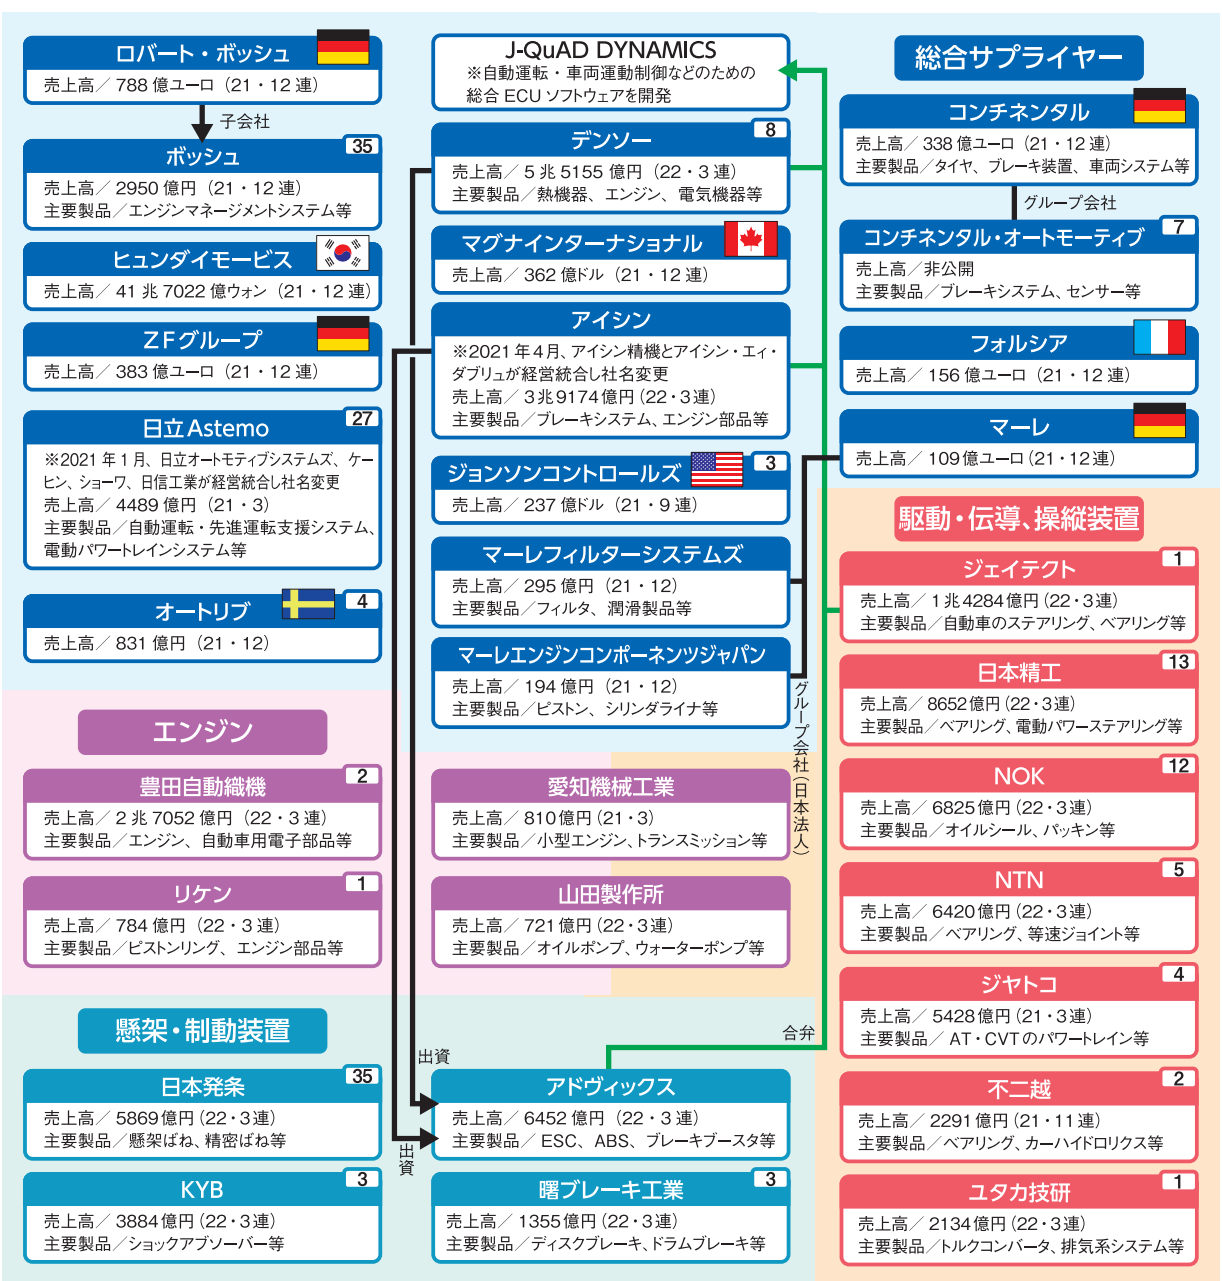 ロバート・ボッシュ
売上高／788億ユーロ（21・12連）
子会社
ボッシュ
35
売上高／2950億円（21・12連）
主要製品／エンジンマネージメントシステム等
ヒュンダイモービス
売上高／41兆7022億ウォン（21・12連）
ZFグループ
売上高／383億ユーロ（21・12連）
日立Astemo
27
※2021年1月、日立オートモティブシステムズ、ケー
ヒン、ショーワ、日信工業が経営統合し社名変更
売上高／4489億円（21・3）
主要製品／自動運転・先進運転支援システム、
電動パワートレインシステム等
オートリブ
4
売上高／831億円（21・12）
J-QuAD DYNAMICS
※自動運転・車両運動制御などのための
総合ECUソフトウェアを開発
デンソー
8
売上高／5兆5155億円（22・3連）
主要製品／熱機器、エンジン、電気機器等
マグナインターナショナル
売上高／362億ドル（21・12連）
アイシン
※2021年4月、アイシン精機とアイシン・エィ・
ダブリュが経営統合し社名変更
売上高／3兆9174億円（22・3連）
主要製品／ブレーキシステム、エンジン部品等
ジョンソンコントロールズ
3
売上高／237億ドル（21・9連）
マーレフィルターシステムズ
売上高／295億円（21・12）
主要製品／フィルタ、潤滑製品等
マーレエンジンコンポーネンツジャパン
売上高／194億円（21・12）
主要製品／ピストン、シリンダライナ等
グループ会社（日本法人）
総合サプライヤー
コンチネンタル
売上高／338億ユーロ（21・12連）
主要製品／タイヤ、ブレーキ装置、車両システム等
グループ会社
コンチネンタル・オートモーティブ
7
売上高／非公開
主要製品／ブレーキシステム、センサー等
フォルシア
売上高／156億ユーロ（21・12連）
マーレ
売上高／109億ユーロ（21・12連）
エンジン
豊田自動織機
2
売上高／2兆7052億円（22・3連）
主要製品／エンジン、自動車用電子部品等
リケン
1
売上高／784億円（22・3連）
主要製品／ピストンリング、エンジン部品等
愛知機械工業
売上高／810億円（21・3）
主要製品／小型エンジン、トランスミッション等
山田製作所
売上高／721億円（22・3連）
主要製品／オイルポンプ、ウォーターポンプ等
駆動・伝導、操縦装置
ジェイテクト
1
売上高／1兆4284億円（22・3連）
主要製品／自動車のステアリング、ベアリング等
日本精工
13
売上高／8652億円（22・3連）
主要製品／ベアリング、電動パワーステアリング等
NOK
12
売上高／6825億円（22・3連）
主要製品／オイルシール、パッキン等
NTN
5
売上高／6420億円（22・3連）
主要製品／ベアリング、等速ジョイント等
ジヤトコ
4
売上高／5428億円（21・3連）
主要製品／AT・CVTのパワートレイン等
不二越
2
売上高／2291億円（21・11連）
主要製品／ベアリング、カーハイドロリクス等
ユタカ技研
1
売上高／2134億円（22・3連）
主要製品／トルクコンバータ、排気系システム等
懸架・制動装置
日本発条
35
売上高／5869億円（22・3連）
主要製品／懸架ばね、精密ばね等
KYB
3
売上高／3884億円（22・3連）
主要製品／ショックアブソーバー等
出資
合弁
アドヴィックス
売上高／6452億円（22・3連）
主要製品／ESC、ABS、ブレーキブースタ等
出資
曙ブレーキ工業
3
売上高／1355億円（22・3連）
主要製品／ディスクブレーキ、ドラムブレーキ等